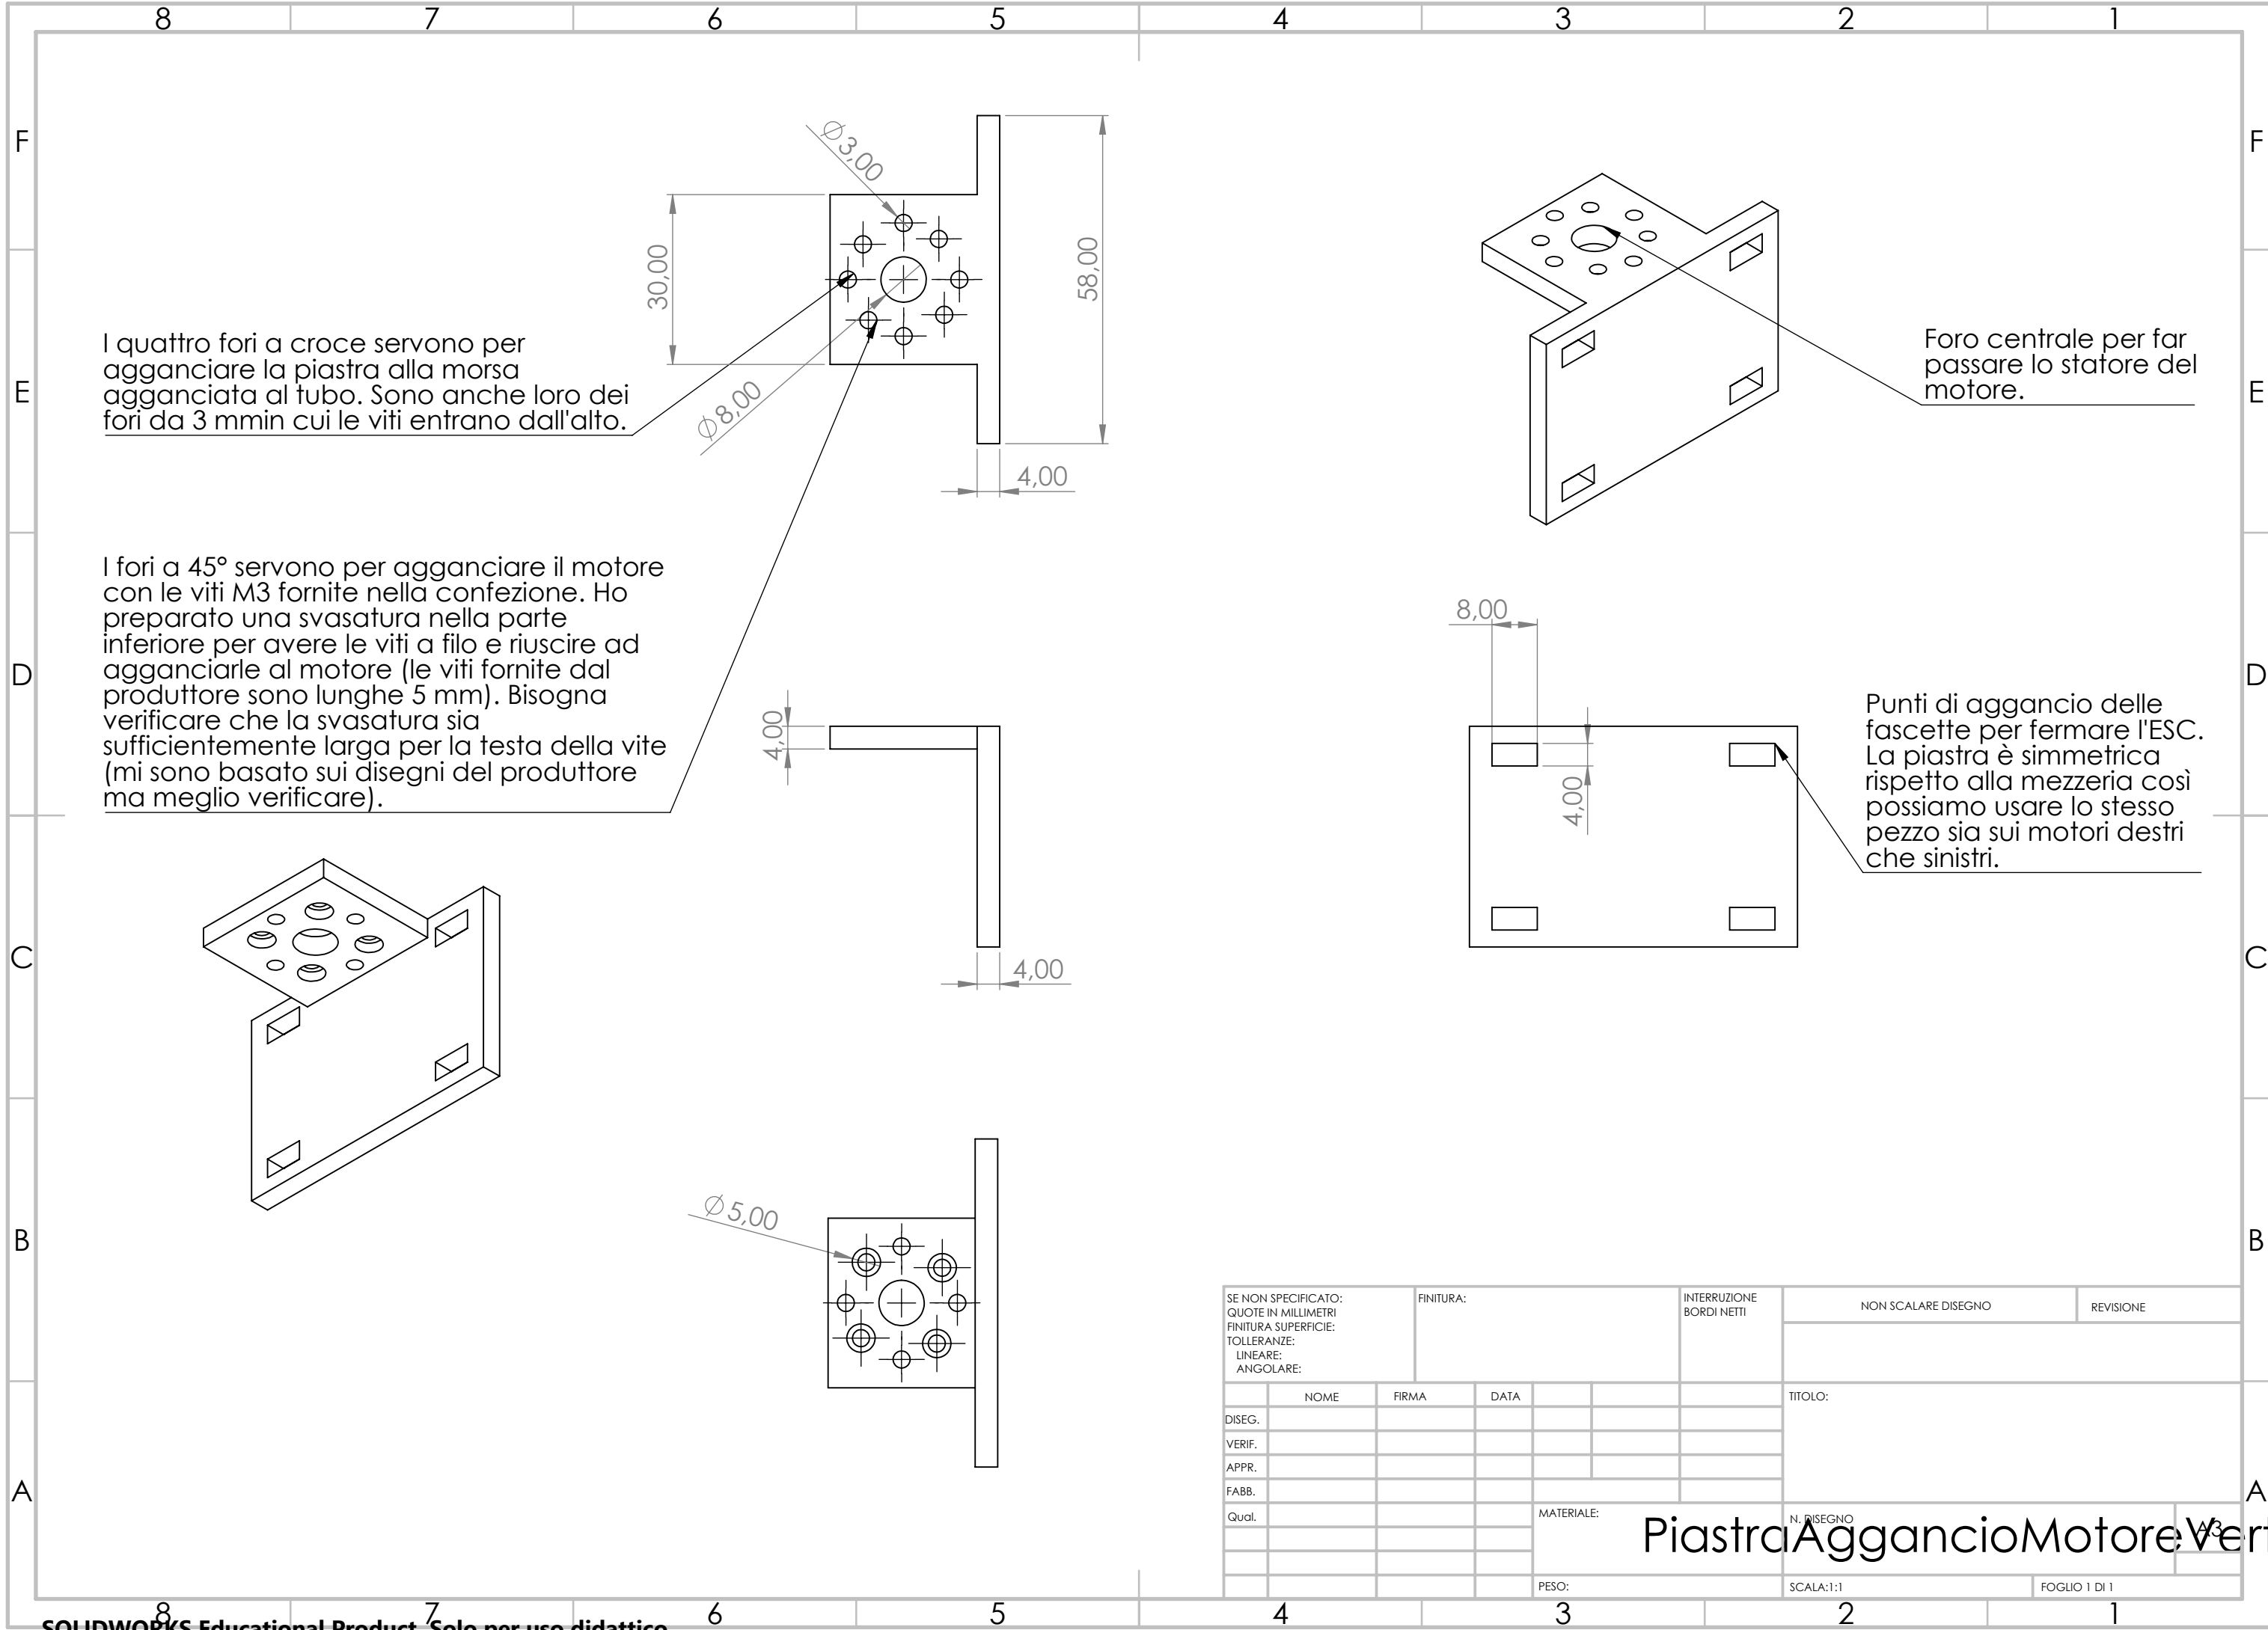 8 7 6 5 4 3 2 1
F F
E E
D D
C C
B B
A A
∅3,00
30,00
58,00
∅8,00
4,00
I quattro fori a croce servono per
agganciare la piastra alla morsa
agganciata al tubo. Sono anche loro dei
fori da 3 mmin cui le viti entrano dall'alto.
Foro centrale per far
passare lo statore del
motore.
I fori a 45° servono per agganciare il motore
con le viti M3 fornite nella confezione. Ho
preparato una svasatura nella parte
inferiore per avere le viti a filo e riuscire ad
agganciarle al motore (le viti fornite dal
produttore sono lunghe 5 mm). Bisogna
verificare che la svasatura sia
sufficientemente larga per la testa della vite
(mi sono basato sui disegni del produttore
ma meglio verificare).
4,00
4,00
8,00
4,00
Punti di aggancio delle
fascette per fermare l'ESC.
La piastra è simmetrica
rispetto alla mezzeria così
possiamo usare lo stesso
pezzo sia sui motori destri
che sinistri.
∅5,00
SE NON SPECIFICATO:
QUOTE IN MILLIMETRI
FINITURA SUPERFICIE:
TOLLERANZE:
LINEARE:
ANGOLARE:
FINITURA:
INTERRUZIONE
BORDI NETTI
NON SCALARE DISEGNO
REVISIONE
NOME FIRMA DATA
TITOLO:
DISEG.
VERIF.
APPR.
FABB.
Qual.
MATERIALE:
N. DISEGNO
PiastraAggancioMotoreVert
A3
PESO:
SCALA:1:1
FOGLIO 1 DI 1
8 7 6 5 4 3 2 1
SOLIDWORKS Educational Product. Solo per uso didattico.